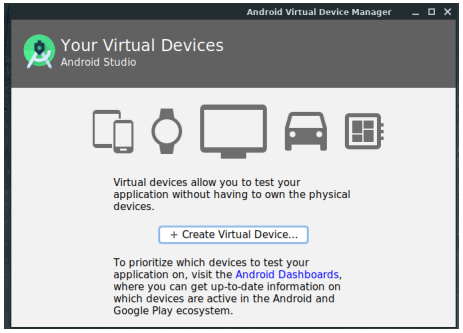 Android Virtual Device Manager
Your Virtual Devices
Android Studio
Virtual devices allow you to test your
application without having to own the physical
devices.
+ Create Virtual Device...
To prioritize which devices to test your
application on, visit the Android Dashboards,
where you can get up-to-date information on
which devices are active in the Android and
Google Play ecosystem.